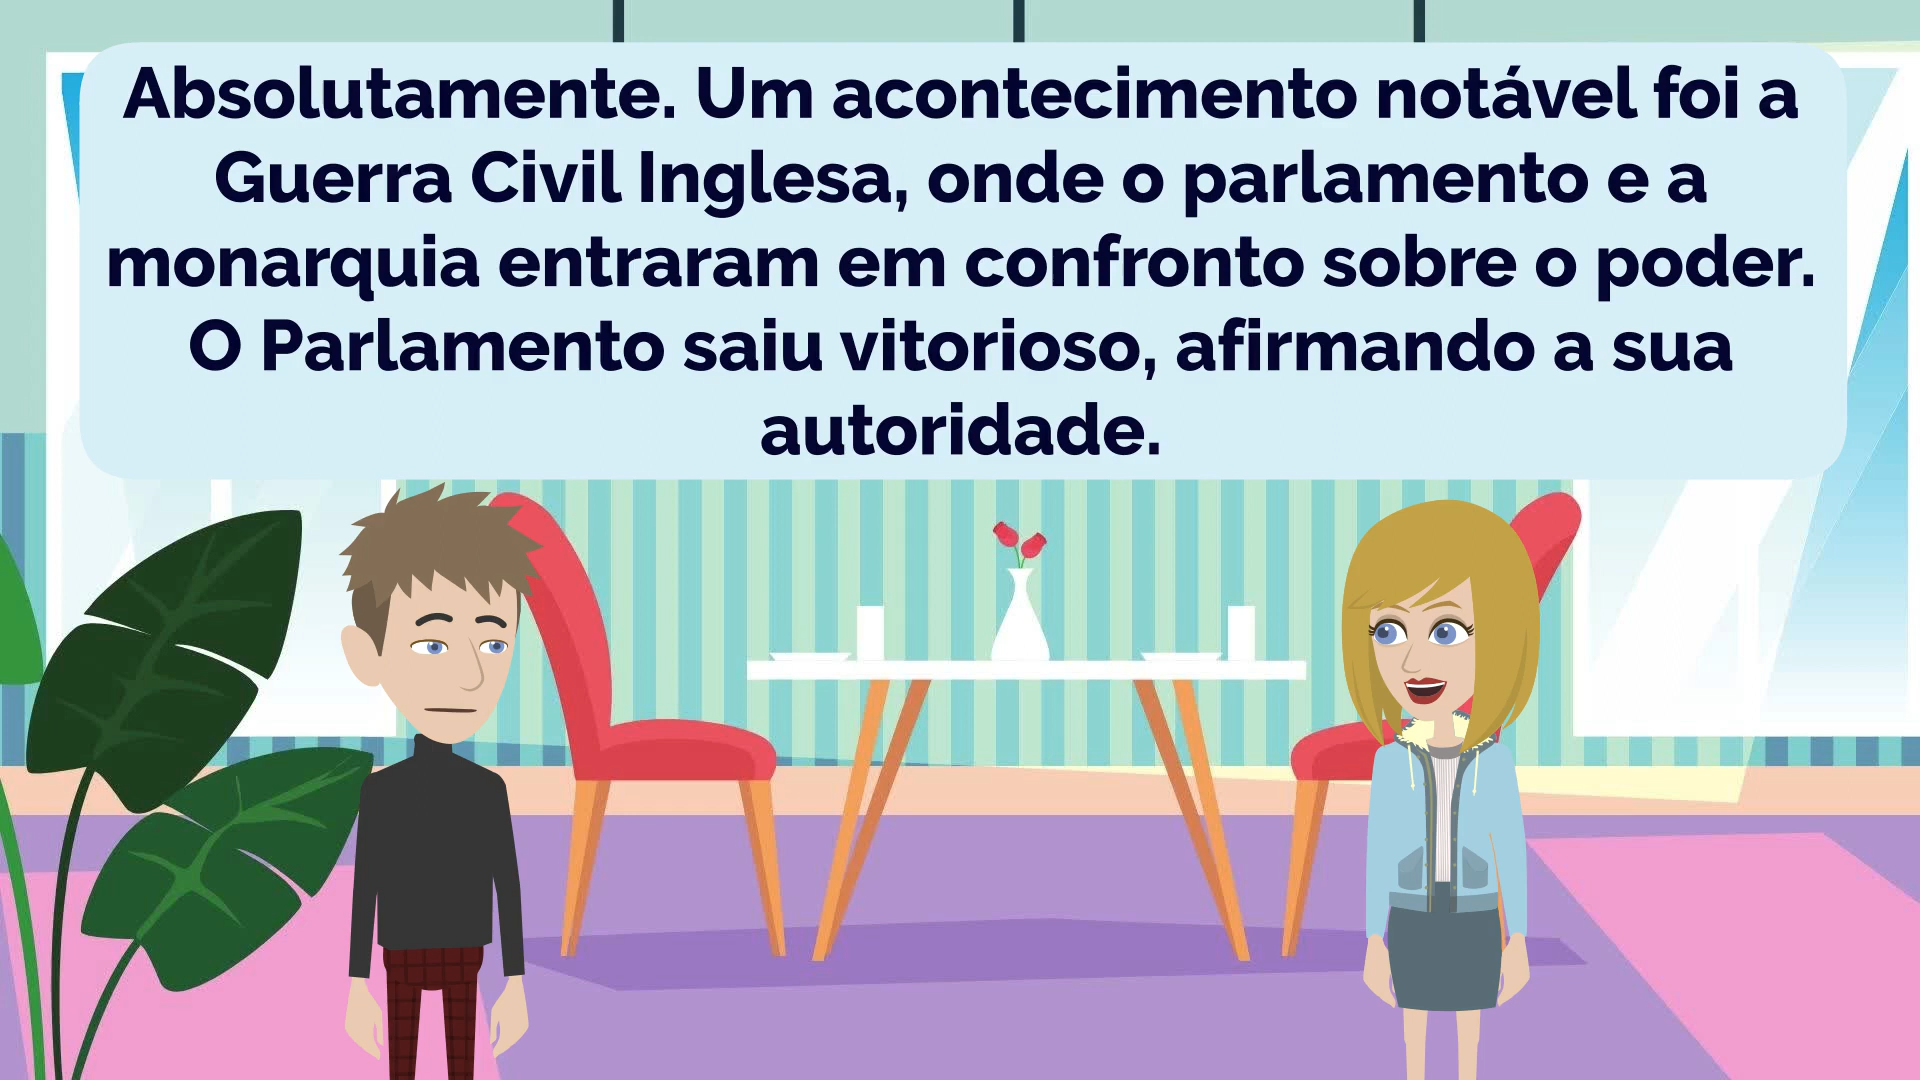 Absolutamente. Um acontecimento notável foi a
Guerra Civil Inglesa, onde o parlamento e a
monarquia entraram em confronto sobre o poder.
O Parlamento saiu vitorioso, afirmando a sua
autoridade.